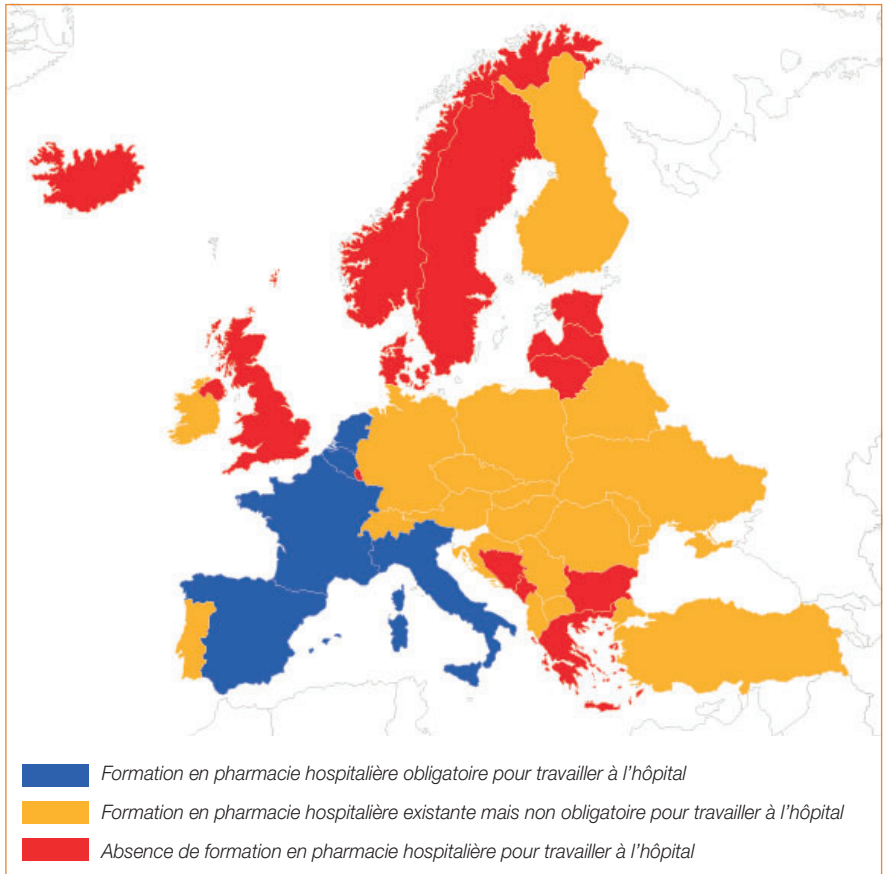 Formation en pharmacie hospitalière obligatoire pour travailler à l’hôpital
Formation en pharmacie hospitalière existante mais non obligatoire pour travailler à l’hôpital
Absence de formation en pharmacie hospitalière pour travailler à l’hôpital